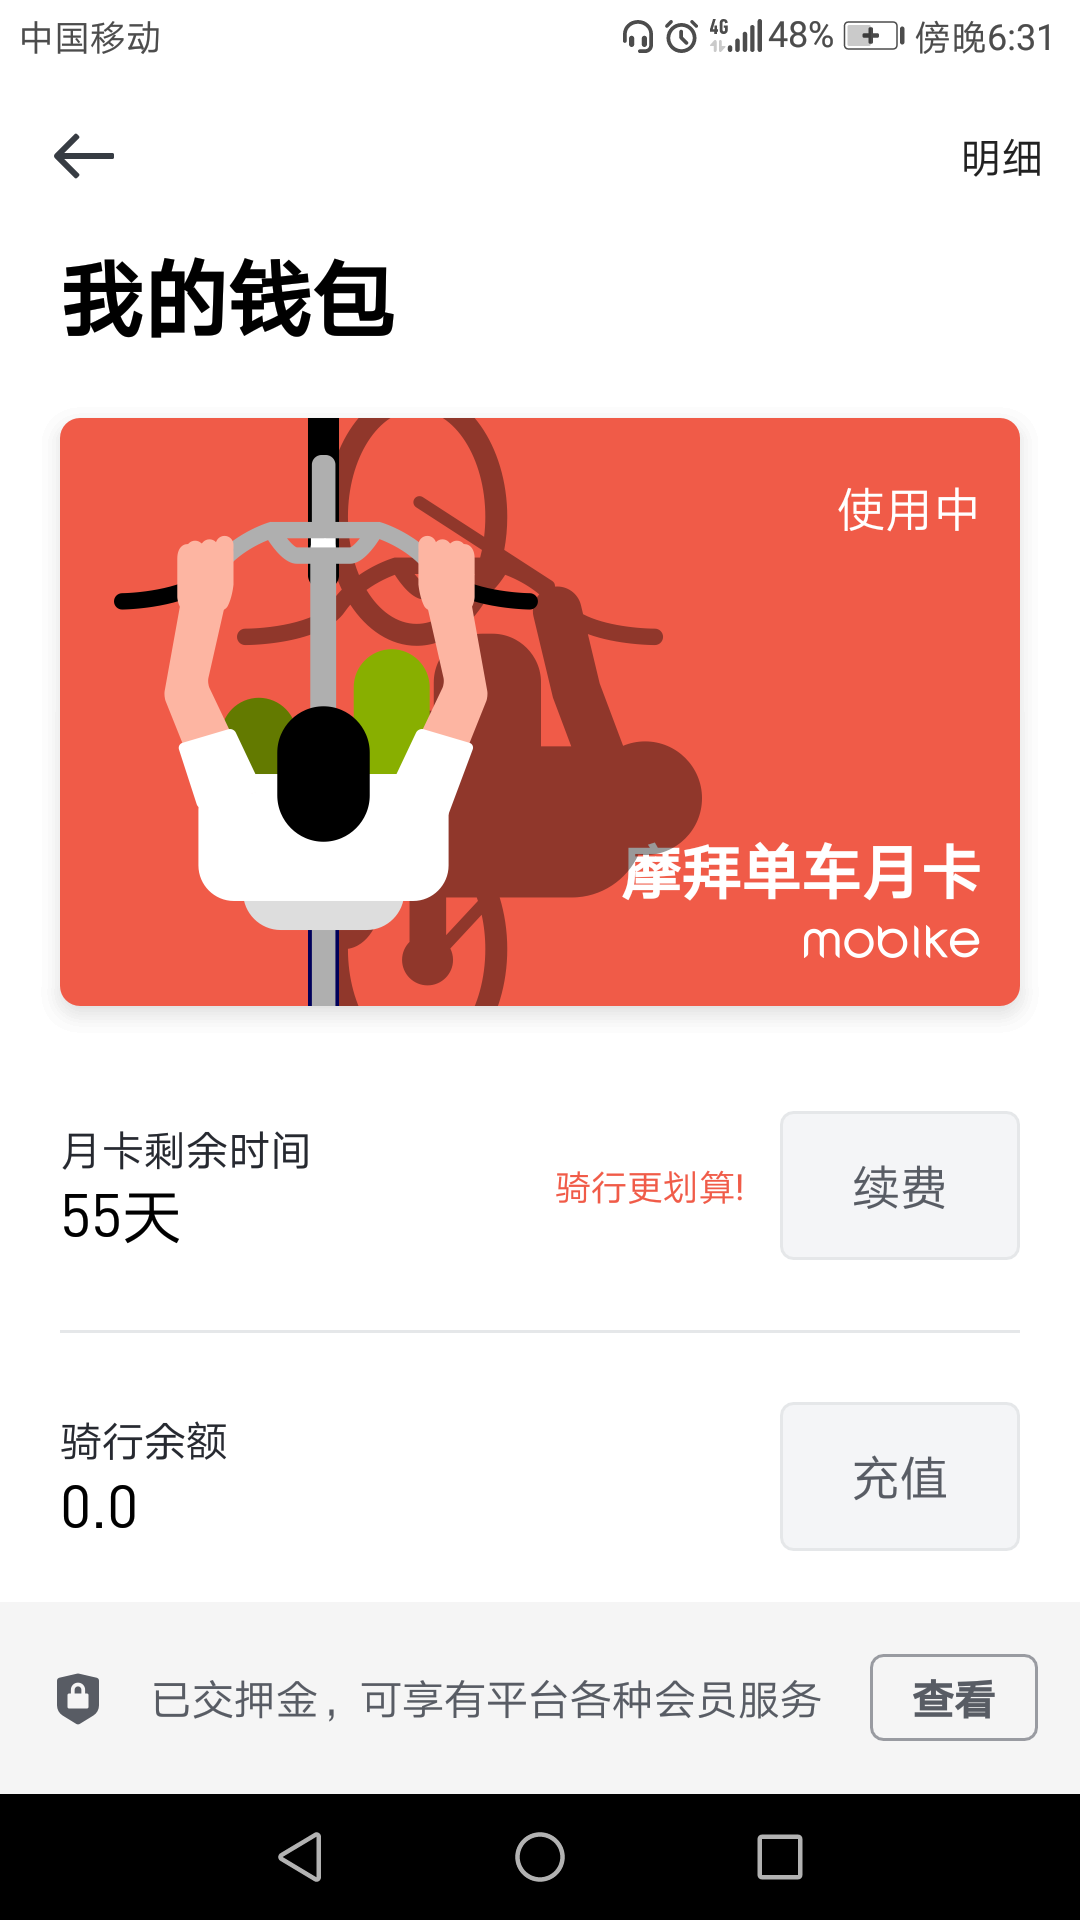 中国移动 4G 48% 傍晚6:31
明细
我的钱包
使用中
摩拜单车月卡
mobike
月卡剩余时间
55天
骑行更划算!
续费
骑行余额
0.0
充值
已交押金，可享有平台各种会员服务
查看